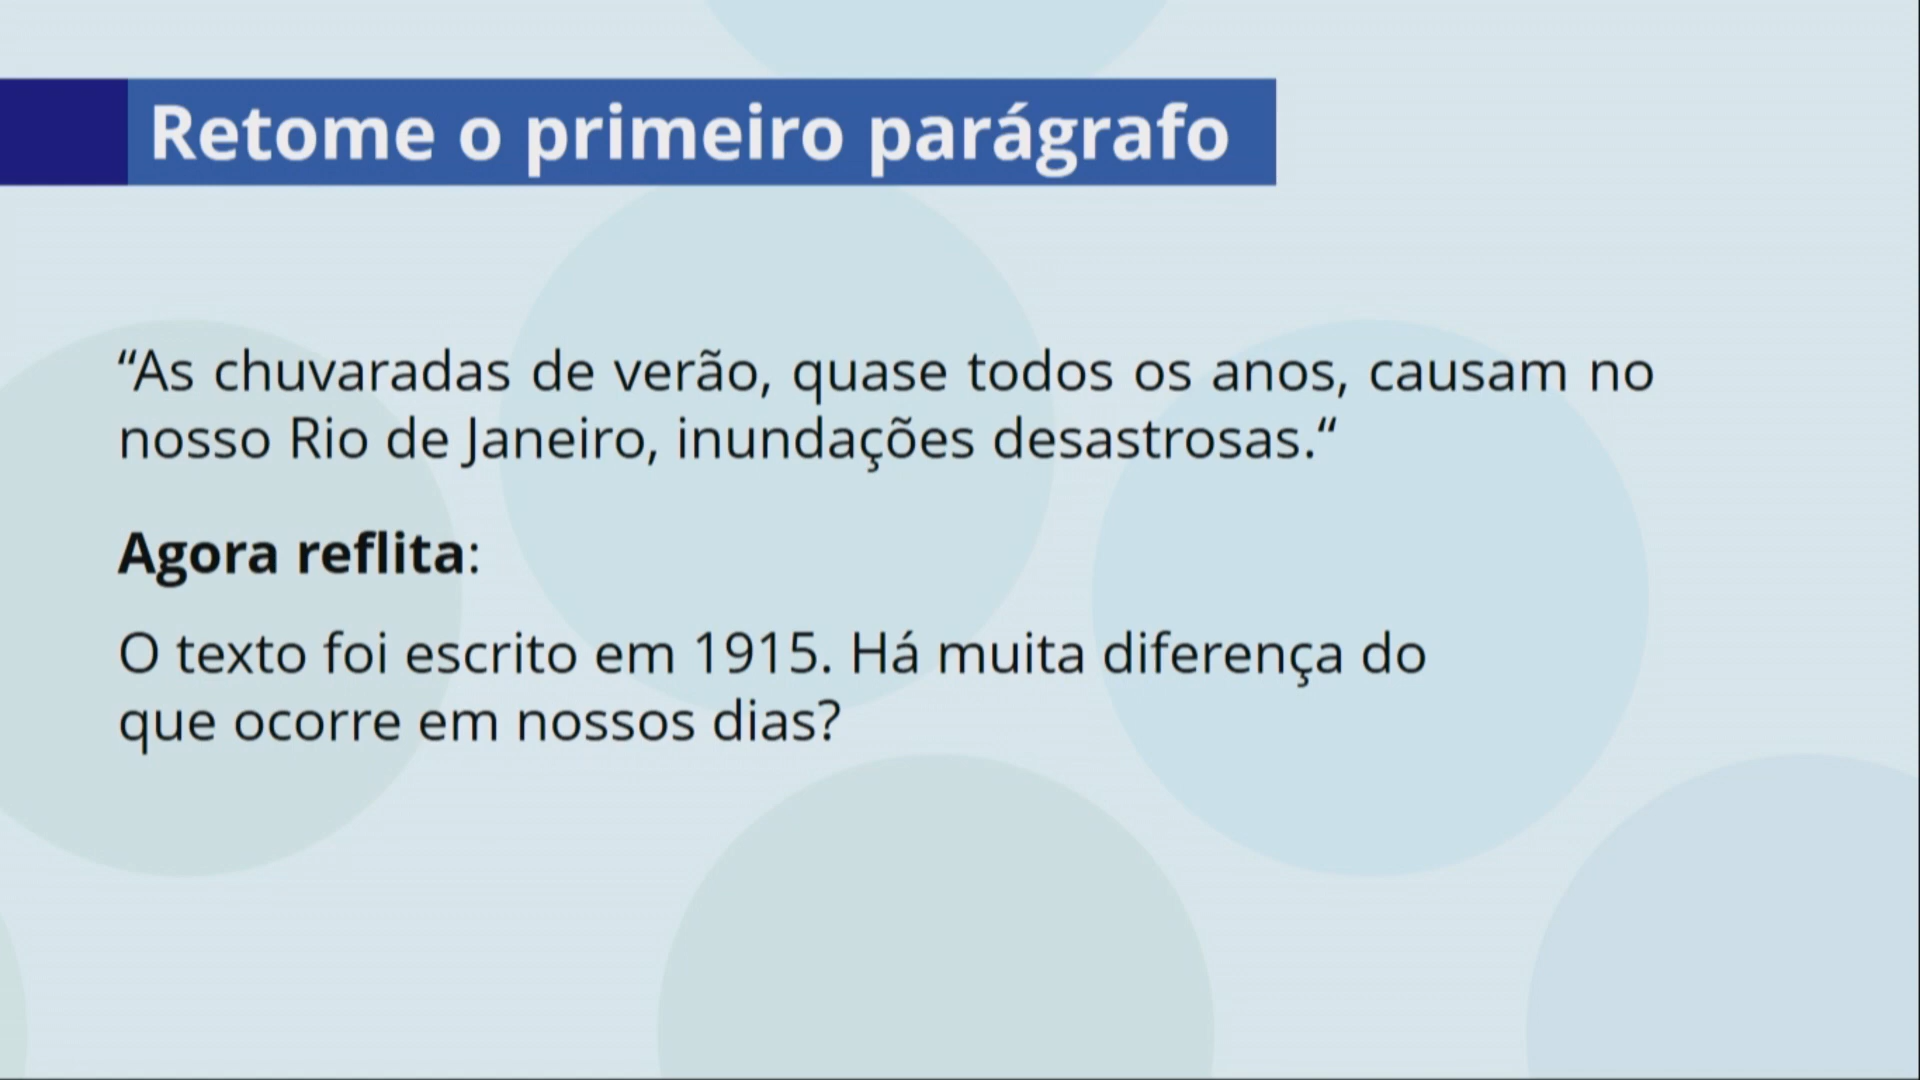 Retome o primeiro parágrafo
“As chuvaradas de verão, quase todos os anos, causam no
nosso Rio de Janeiro, inundações desastrosas.“
Agora reflita:
O texto foi escrito em 1915. Há muita diferença do
que ocorre em nossos dias?